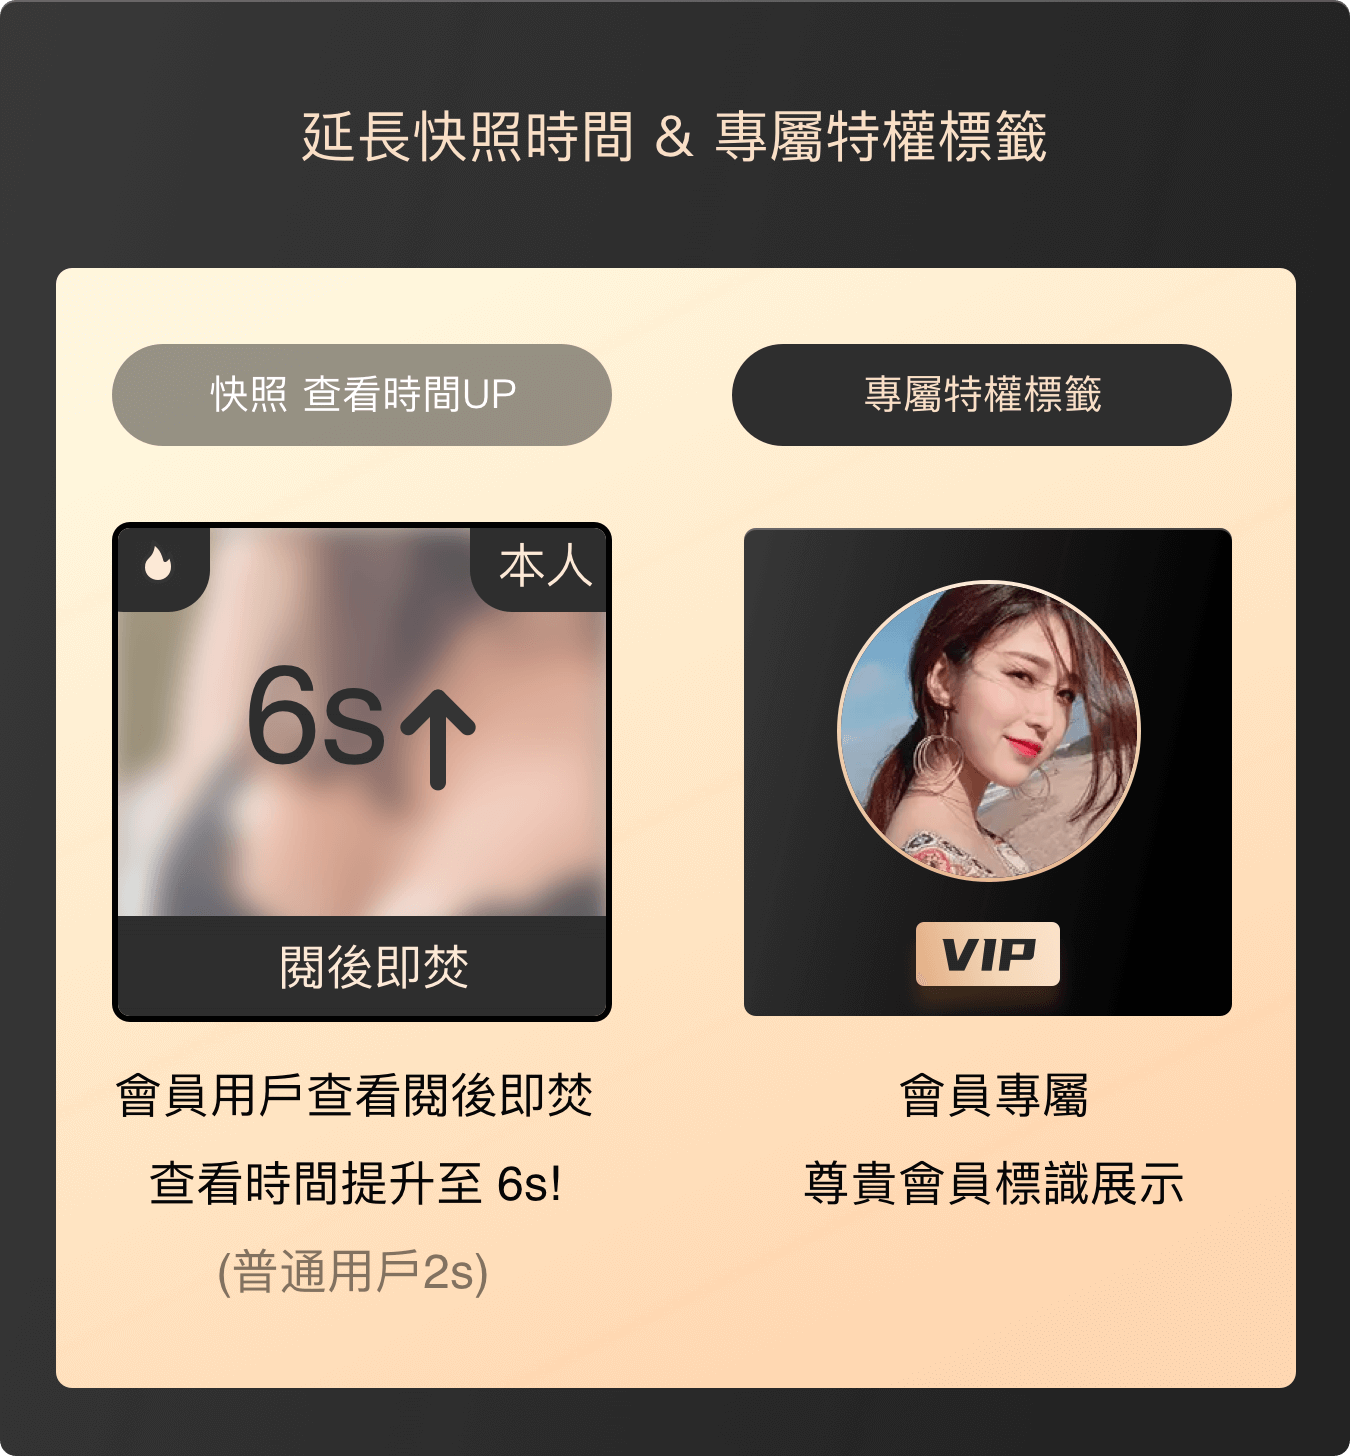 延長快照時間 & 專屬特權標籤
快照 查看時間UP
本人
6s↑
閱後即焚
會員用戶查看閱後即焚
查看時間提升至 6s!
(普通用戶2s)
專屬特權標籤
VIP
會員專屬
尊貴會員標識展示